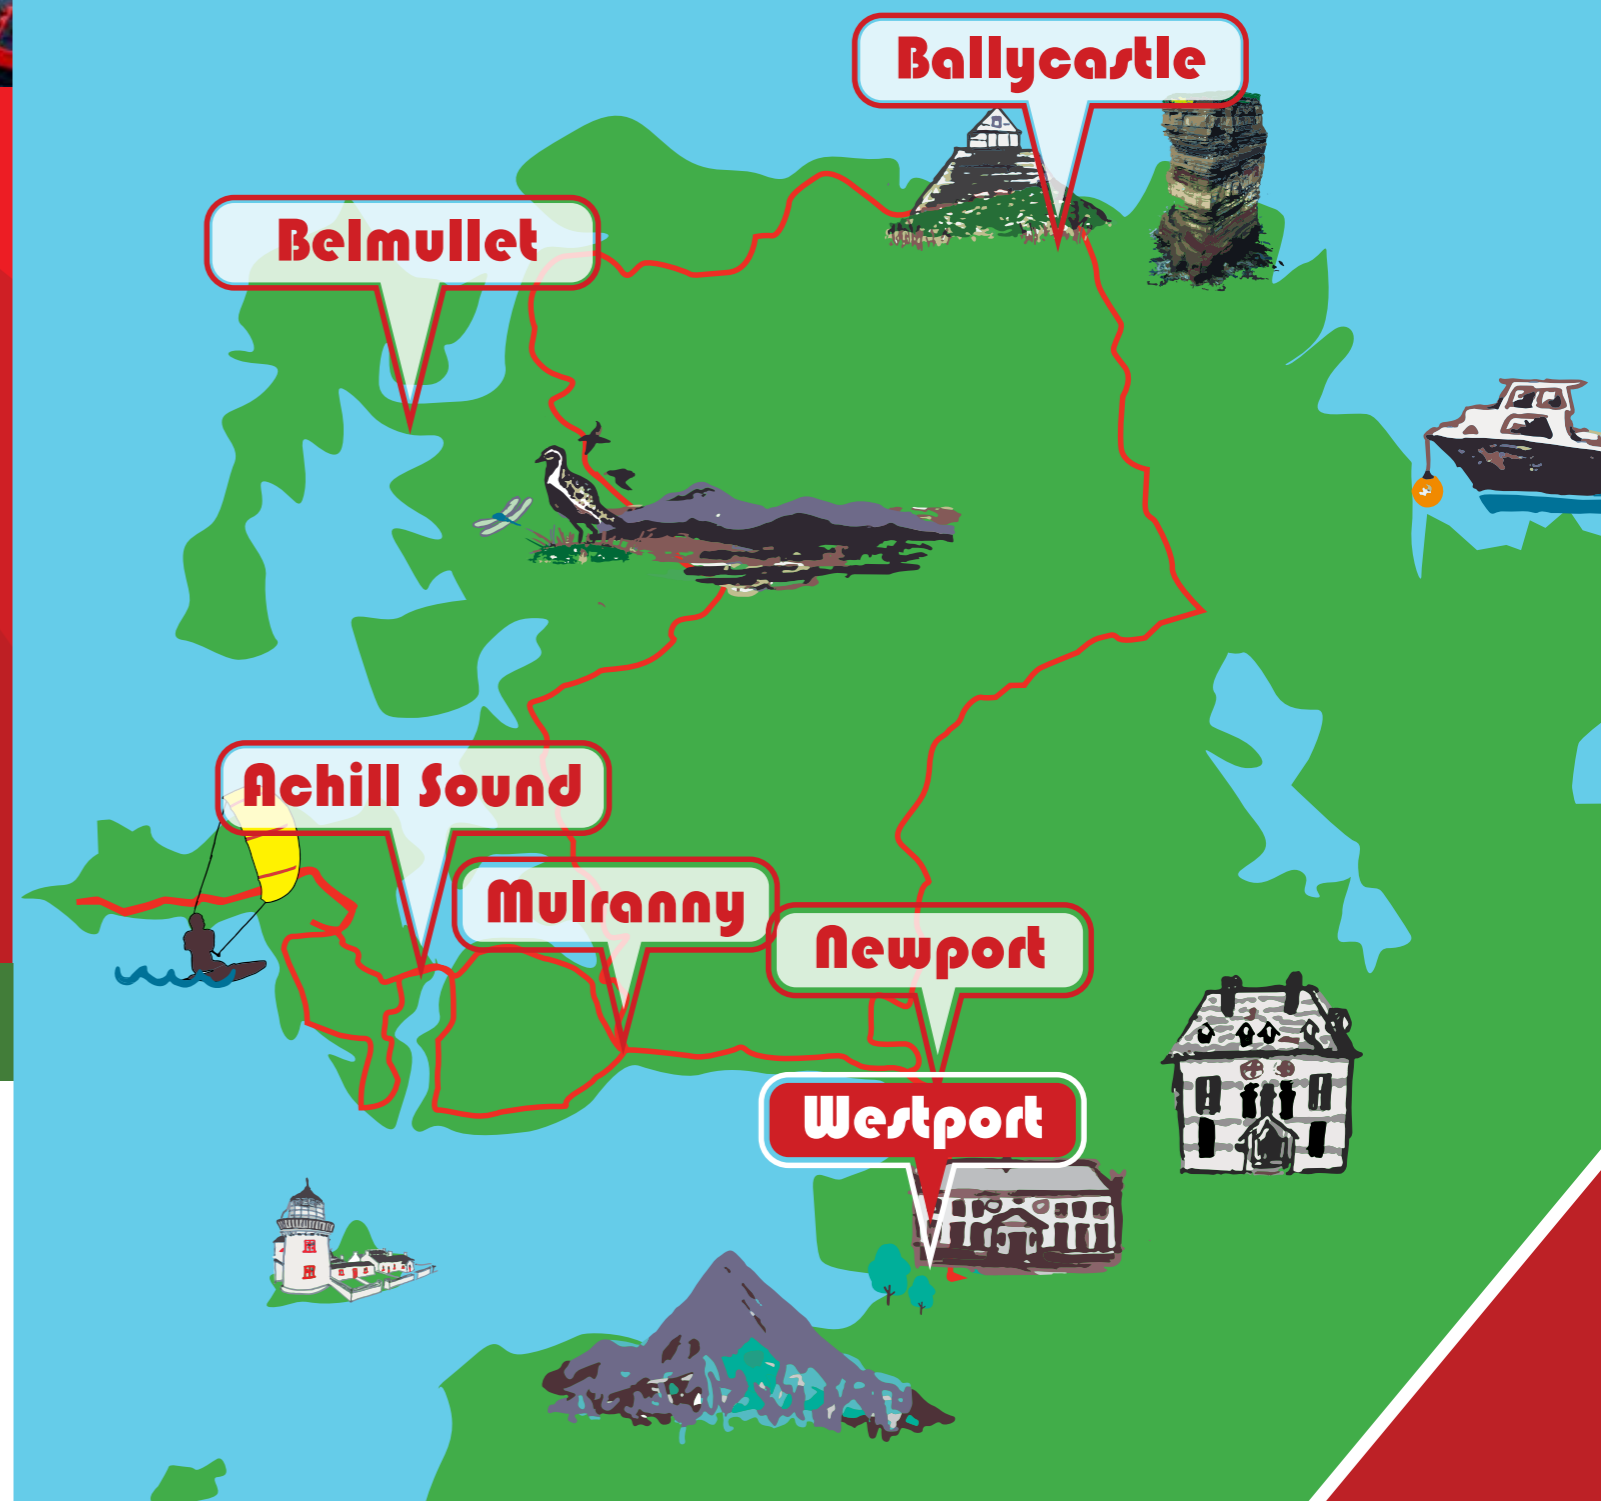 Ballycastle
Belmullet
Achill Sound
Mulranny
Newport
Westport